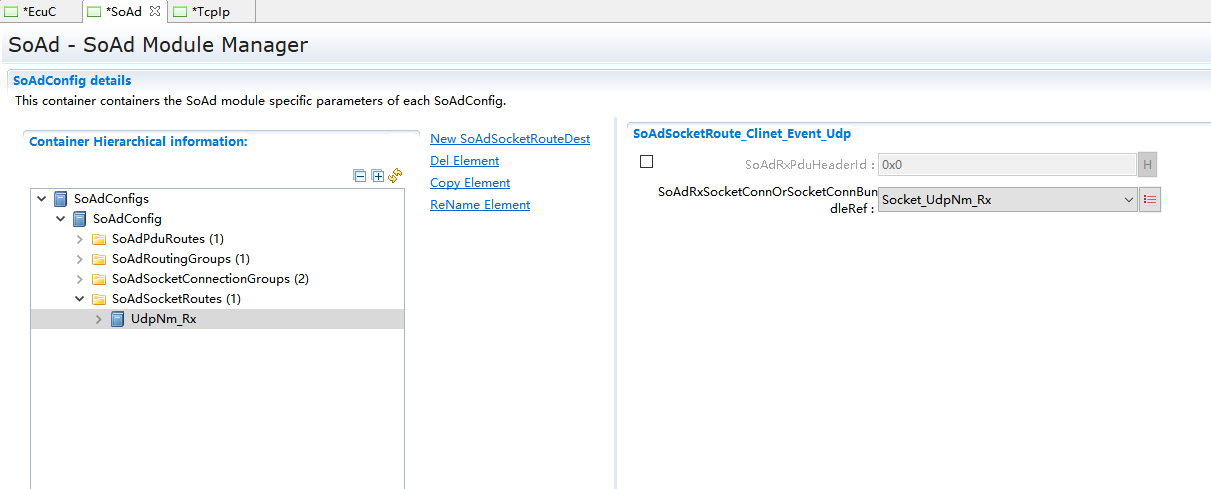 *EcuC
*SoAd
*TcpIp
SoAd - SoAd Module Manager
SoAdConfig details
This container containers the SoAd module specific parameters of each SoAdConfig.
Container Hierarchical information:
SoAdConfigs
SoAdConfig
SoAdPduRoutes (1)
SoAdRoutingGroups (1)
SoAdSocketConnectionGroups (2)
SoAdSocketRoutes (1)
UdpNm_Rx
New SoAdSocketRouteDest
Del Element
Copy Element
ReName Element
SoAdSocketRoute_Clinet_Event_Udp
SoAdRxPduHeaderId : 0x0 H
SoAdRxSocketConnOrSocketConnBun
dleRef : Socket_UdpNm_Rx